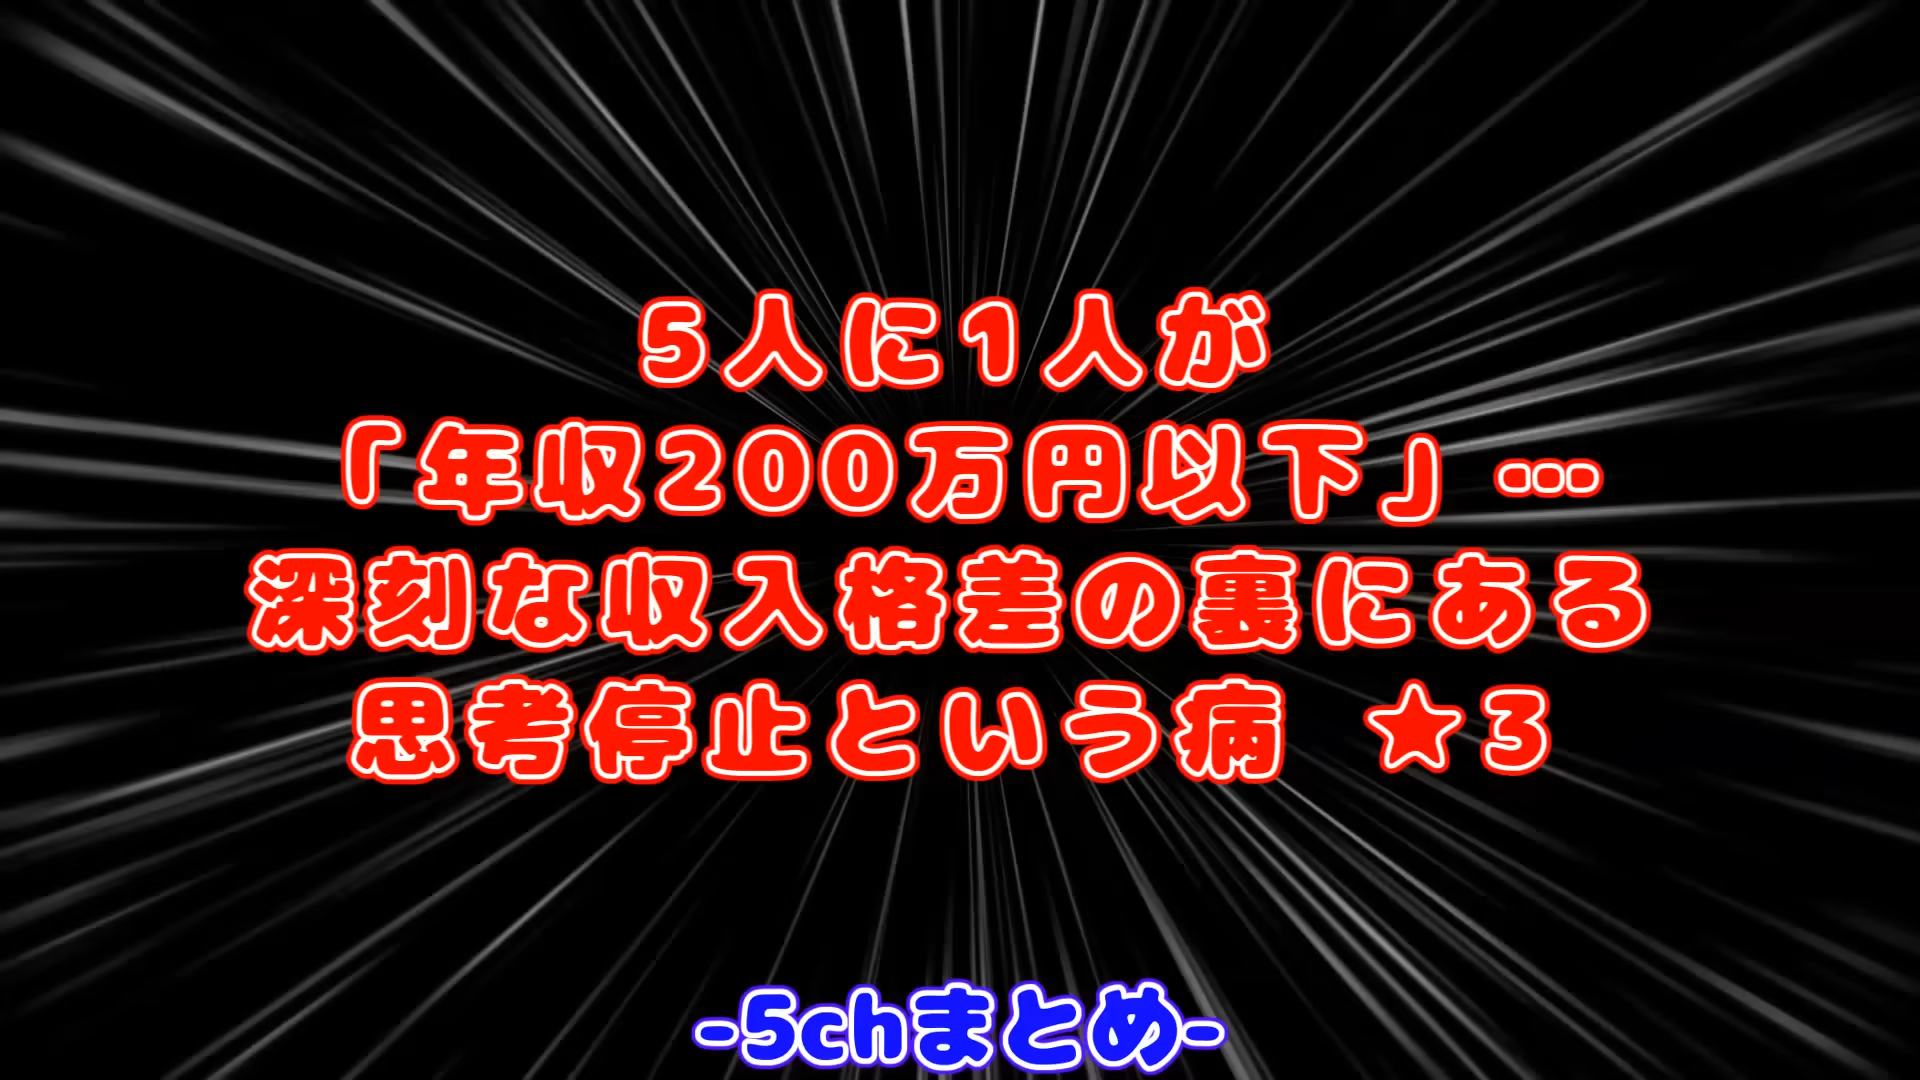 5人に1人が
「年収200万円以下」…
深刻な収入格差の裏にある
思考停止という病　★3
-5chまとめ-